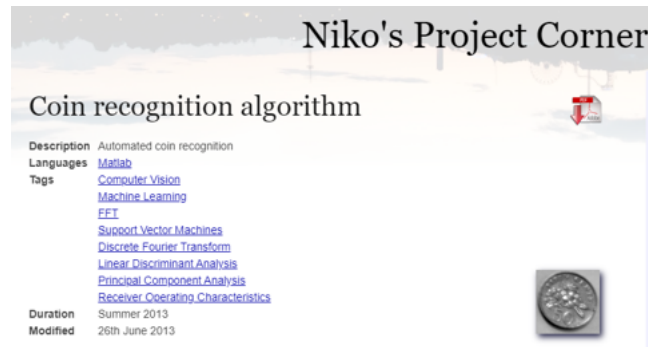 Niko's Project Corner
Coin recognition algorithm
Description Automated coin recognition
Languages Matlab
Tags Computer Vision
Machine Learning
FFT
Support Vector Machines
Discrete Fourier Transform
Linear Discriminant Analysis
Principal Component Analysis
Receiver Operating Characteristics
Duration Summer 2013
Modified 26th June 2013